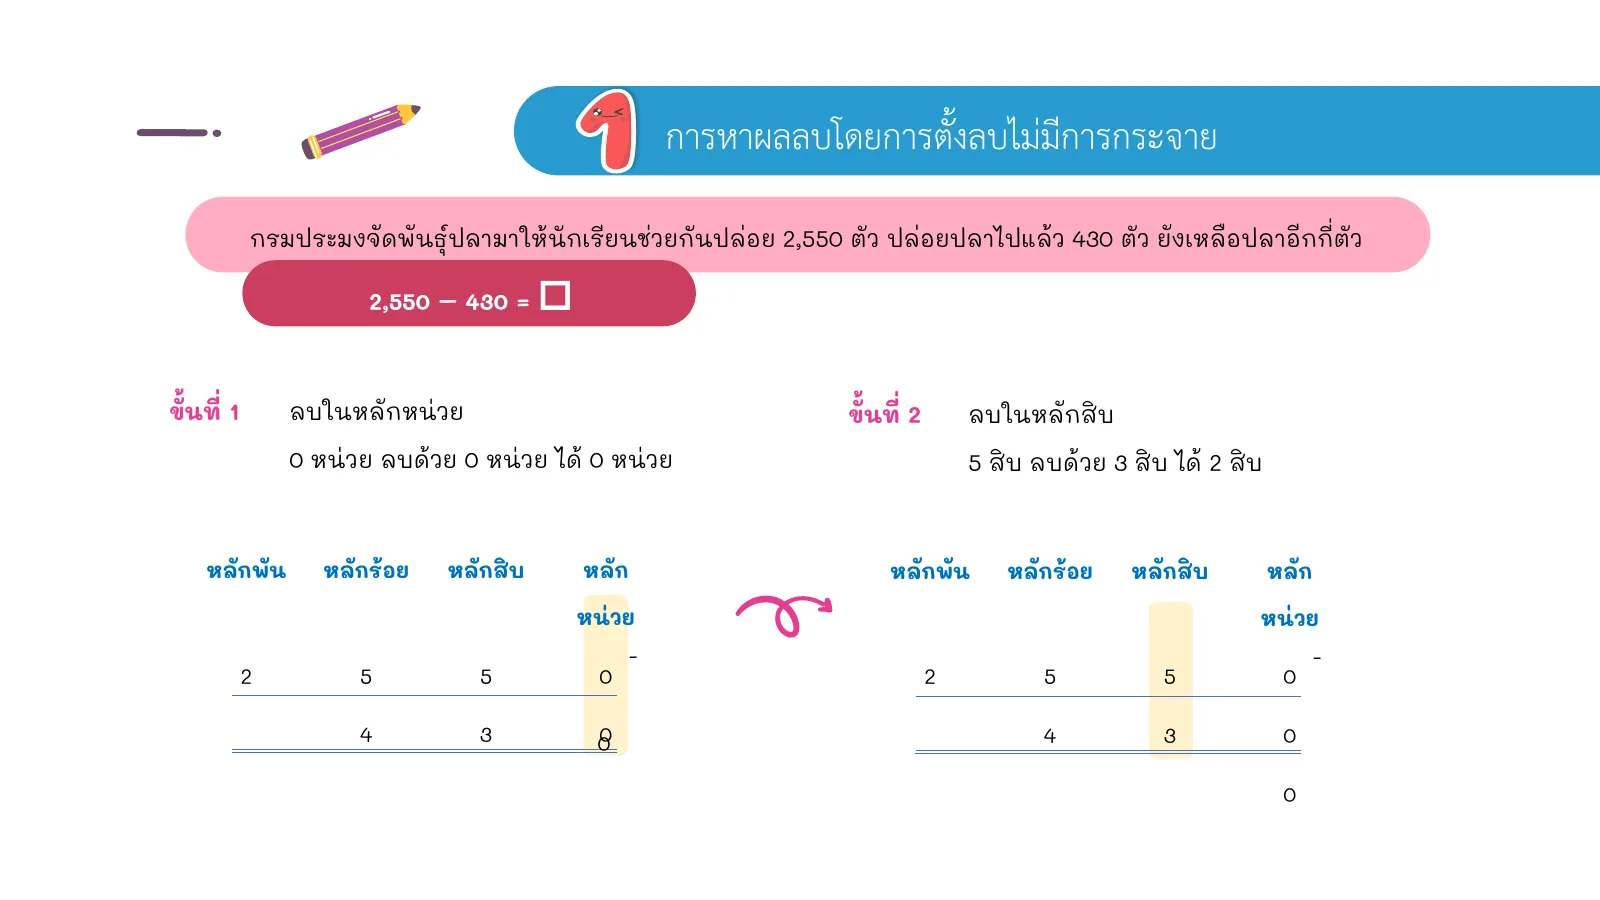 1 การหาผลลบโดยการตั้งลบไม่มีการกระจาย
กรมประมงจัดพันธุ์ปลามาให้นักเรียนช่วยกันปล่อย 2,550 ตัว ปล่อยปลาไปแล้ว 430 ตัว ยังเหลือปลาอีกกี่ตัว
2,550 – 430 = □
ขั้นที่ 1 ลบในหลักหน่วย
0 หน่วย ลบด้วย 0 หน่วย ได้ 0 หน่วย
หลักพัน หลักร้อย หลักสิบ หลัก
หน่วย
-
2 5 5 0
4 3 0
0
ขั้นที่ 2 ลบในหลักสิบ
5 สิบ ลบด้วย 3 สิบ ได้ 2 สิบ
หลักพัน หลักร้อย หลักสิบ หลัก
หน่วย
-
2 5 5 0
4 3 0
0